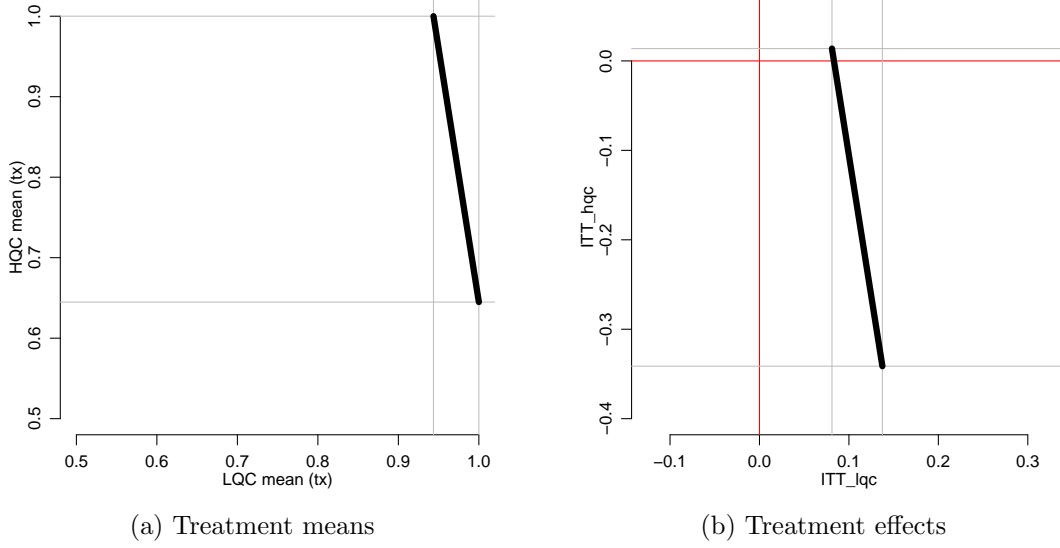 1.0
0.9
0.8
0.7
0.6
0.5
HQC mean (tx)
0.5 0.6 0.7 0.8 0.9 1.0
LQC mean (tx)
(a) Treatment means
0.0
−0.1
−0.2
−0.3
−0.4
ITT_hqc
−0.1 0.0 0.1 0.2 0.3
ITT_lqc
(b) Treatment effects